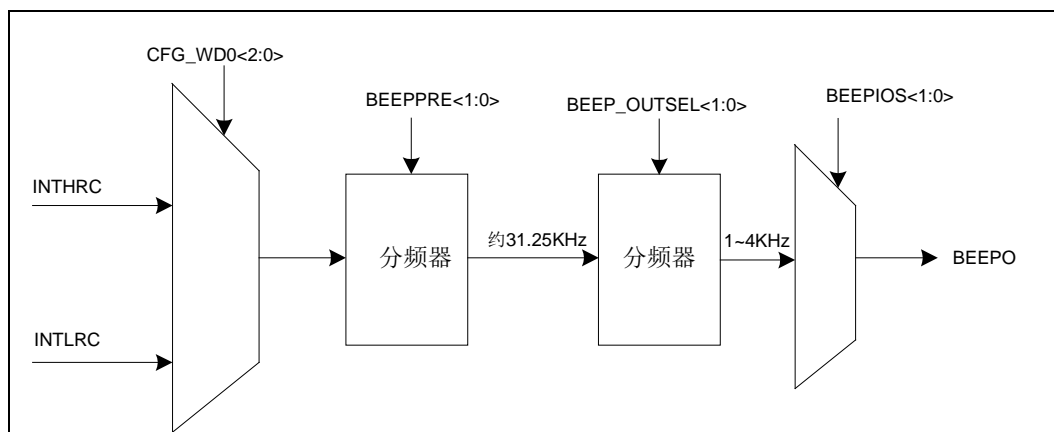 CFG_WD0<2:0>
BEEPPRE<1:0>
BEEP_OUTSEL<1:0>
BEEPIOS<1:0>
INTHRC
分频器
约31.25KHz
分频器
1~4KHz
BEEPO
INTLRC